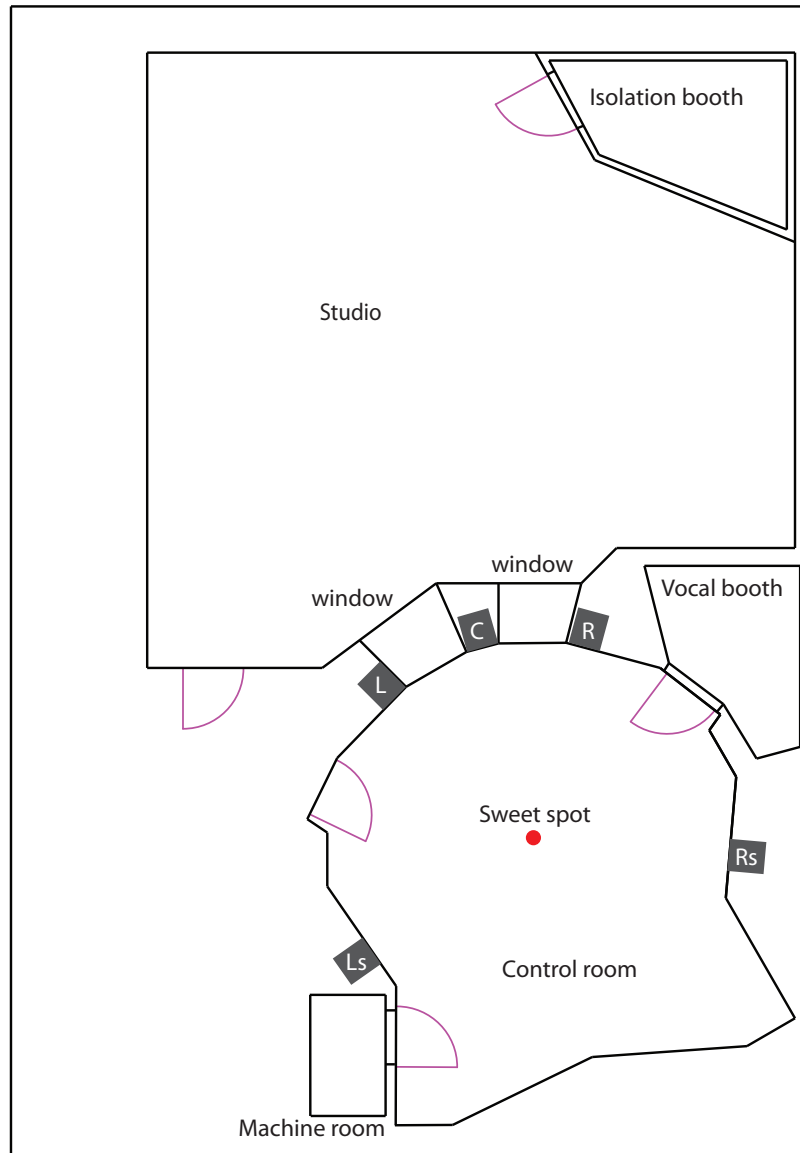 Isolation booth
Studio
window
window
Vocal booth
C
R
L
Sweet spot
Rs
Ls
Control room
Machine room